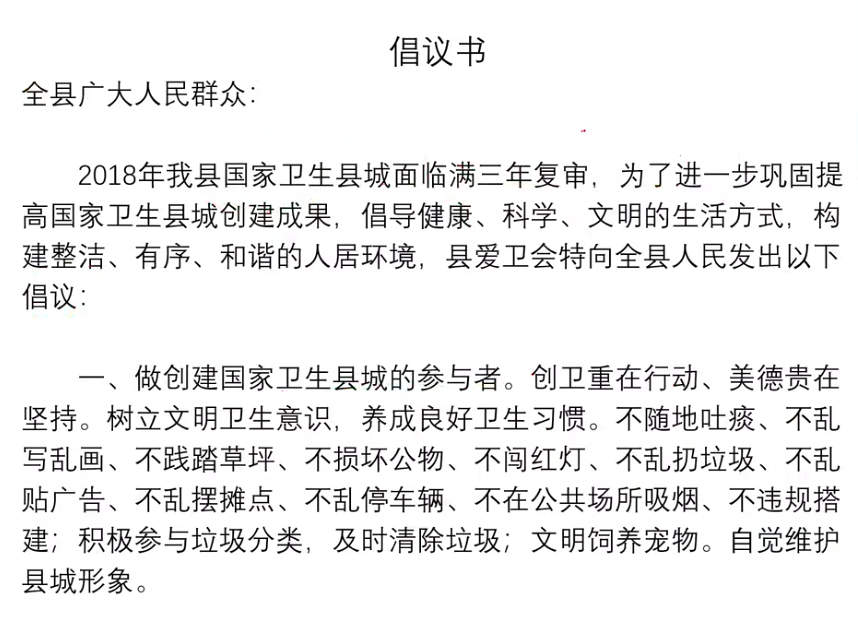 倡议书
全县广大人民群众：
2018年我县国家卫生县城面临满三年复审，为了进一步巩固提
高国家卫生县城创建成果，倡导健康、科学、文明的生活方式，构
建整洁、有序、和谐的人居环境，县爱卫会特向全县人民发出以下
倡议：
一、做创建国家卫生县城的参与者。创卫重在行动、美德贵在
坚持。树立文明卫生意识，养成良好卫生习惯。不随地吐痰、不乱
写乱画、不践踏草坪、不损坏公物、不闯红灯、不乱扔垃圾、不乱
贴广告、不乱摆摊点、不乱停车辆、不在公共场所吸烟、不违规搭
建；积极参与垃圾分类，及时清除垃圾；文明饲养宠物。自觉维护
县城形象。